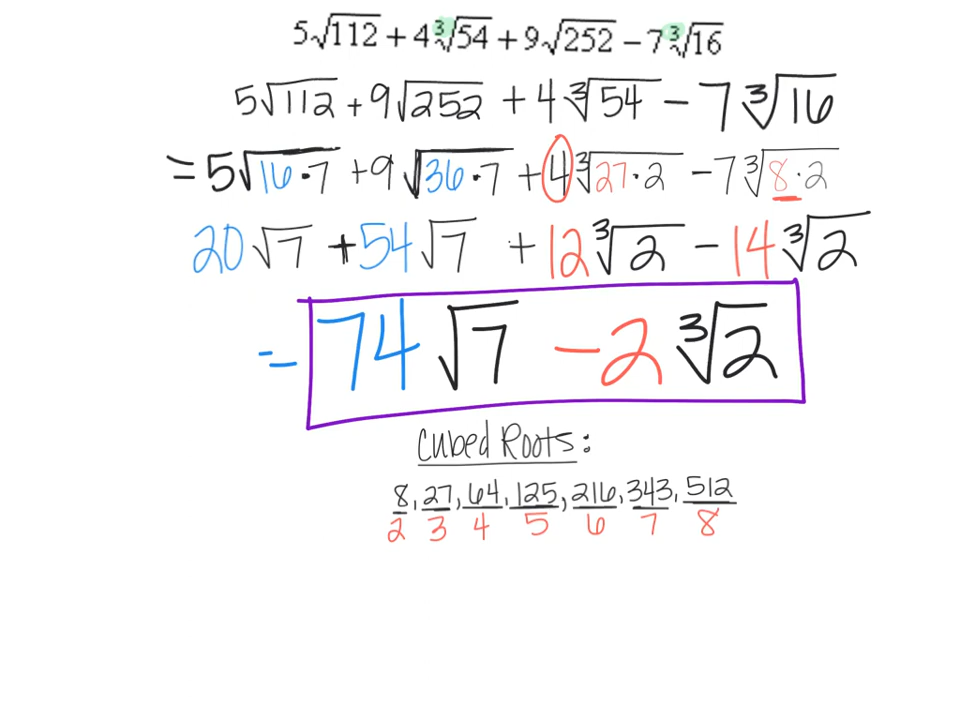 5√112 + 4∛54 + 9√252 − 7∛16
5√112 + 9√252 + 4∛54 − 7∛16
= 5√16·7 + 9√36·7 + 4∛27·2 − 7∛8·2
20√7 + 54√7 + 12∛2 − 14∛2
= 74√7 − 2∛2
Cubed Roots:
8, 27, 64, 125, 216, 343, 512
2 3 4 5 6 7 8